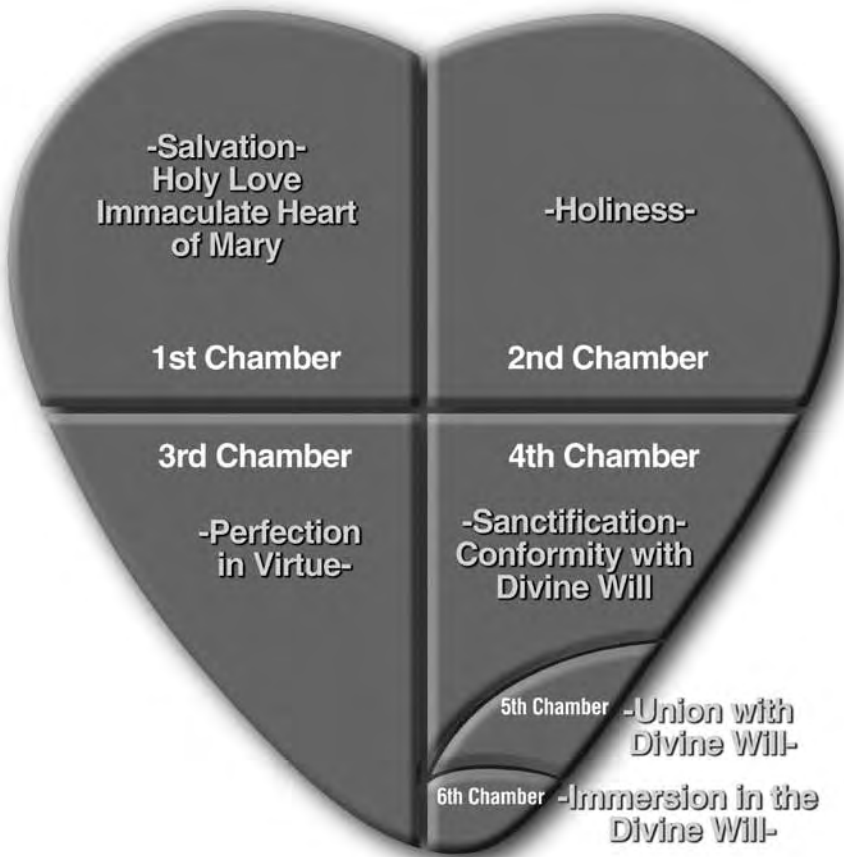 -Salvation-
Holy Love
Immaculate Heart
of Mary
1st Chamber
-Holiness-
2nd Chamber
3rd Chamber
-Perfection
in Virtue-
4th Chamber
-Sanctification-
Conformity with
Divine Will
5th Chamber
-Union with
Divine Will-
6th Chamber
-Immersion in the
Divine Will-